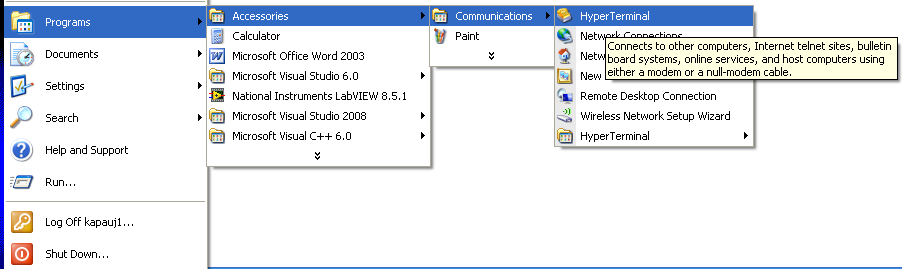 Programs
Documents
Settings
Search
Help and Support
Run...
Log Off kapauj1...
Shut Down...
Accessories
Calculator
Microsoft Office Word 2003
Microsoft Visual Studio 6.0
National Instruments LabVIEW 8.5.1
Microsoft Visual Studio 2008
Microsoft Visual C++ 6.0
Communications
Paint
HyperTerminal
Network Connections
New
Remote Desktop Connection
Wireless Network Setup Wizard
HyperTerminal
Connects to other computers, Internet telnet sites, bulletin
board systems, online services, and host computers using
either a modem or a null-modem cable.